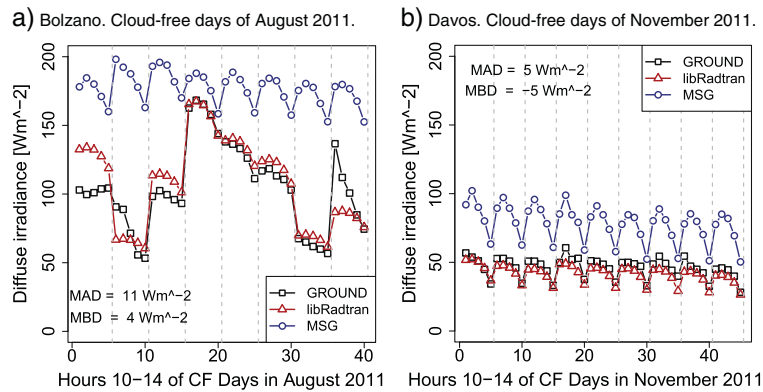 a) Bolzano. Cloud-free days of August 2011.
Diffuse irradiance [Wm^−2]
200
150
100
50
0
MAD = 11 Wm^−2
MBD = 4 Wm^−2
GROUND
libRadtran
MSG
0 10 20 30 40
Hours 10−14 of CF Days in August 2011
b) Davos. Cloud-free days of November 2011.
Diffuse irradiance [Wm^−2]
200
150
100
50
0
MAD = 5 Wm^−2
MBD = −5 Wm^−2
GROUND
libRadtran
MSG
0 10 20 30 40
Hours 10−14 of CF Days in November 2011